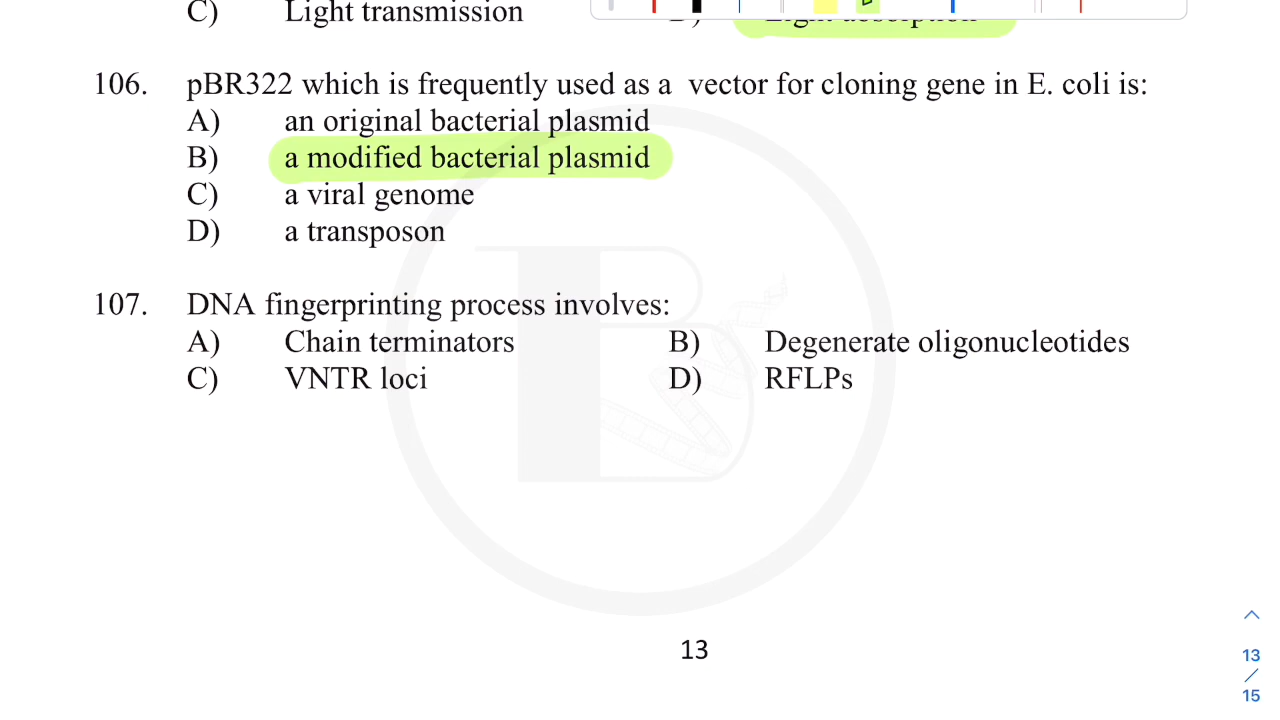 C) Light transmission
106. pBR322 which is frequently used as a vector for cloning gene in E. coli is:
A) an original bacterial plasmid
B) a modified bacterial plasmid
C) a viral genome
D) a transposon
107. DNA fingerprinting process involves:
A) Chain terminators B) Degenerate oligonucleotides
C) VNTR loci D) RFLPs
13
13
/
15